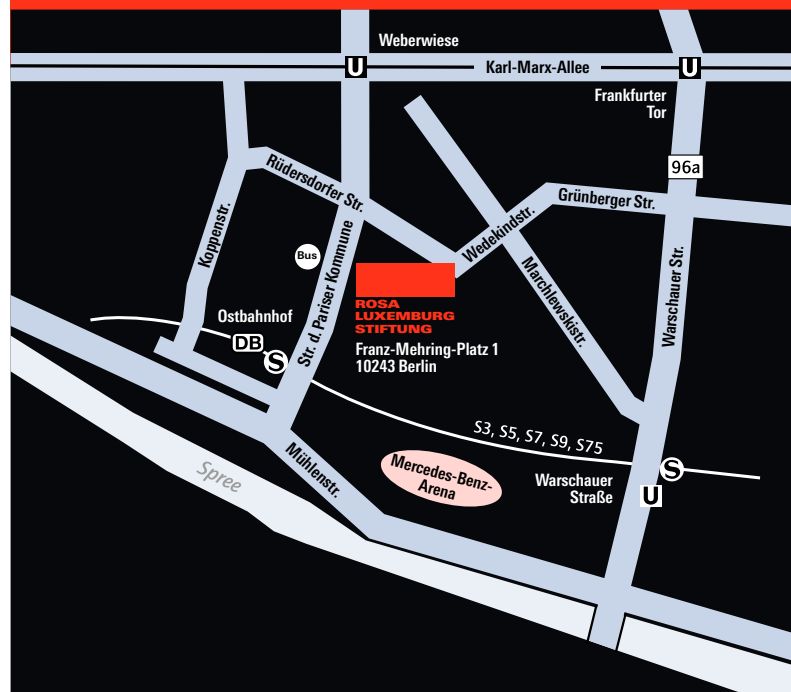 Weberwiese
U
Karl-Marx-Allee
U
Frankfurter
Tor
96a
Rüdersdorfer Str.
Grünberger Str.
Koppenstr.
Wedekindstr.
Bus
Str. d. Pariser Kommune
Marchlewskistr.
Warschauer Str.
Ostbahnhof
DB
S
ROSA
LUXEMBURG
STIFTUNG
Franz-Mehring-Platz 1
10243 Berlin
S3, S5, S7, S9, S75
Mühlenstr.
Spree
Mercedes-Benz-
Arena
Warschauer
Straße
S
U